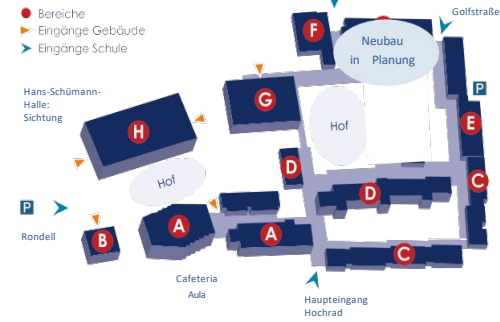 Bereiche
Eingänge Gebäude
Eingänge Schule
Golfstraße
F
Neubau
in Planung
P
Hans-Schümann-
Halle:
Sichtung
G
H
Hof
E
D
C
Hof
D
P
A
A
Rondell
B
C
Cafeteria
Aula
Haupteingang
Hochrad